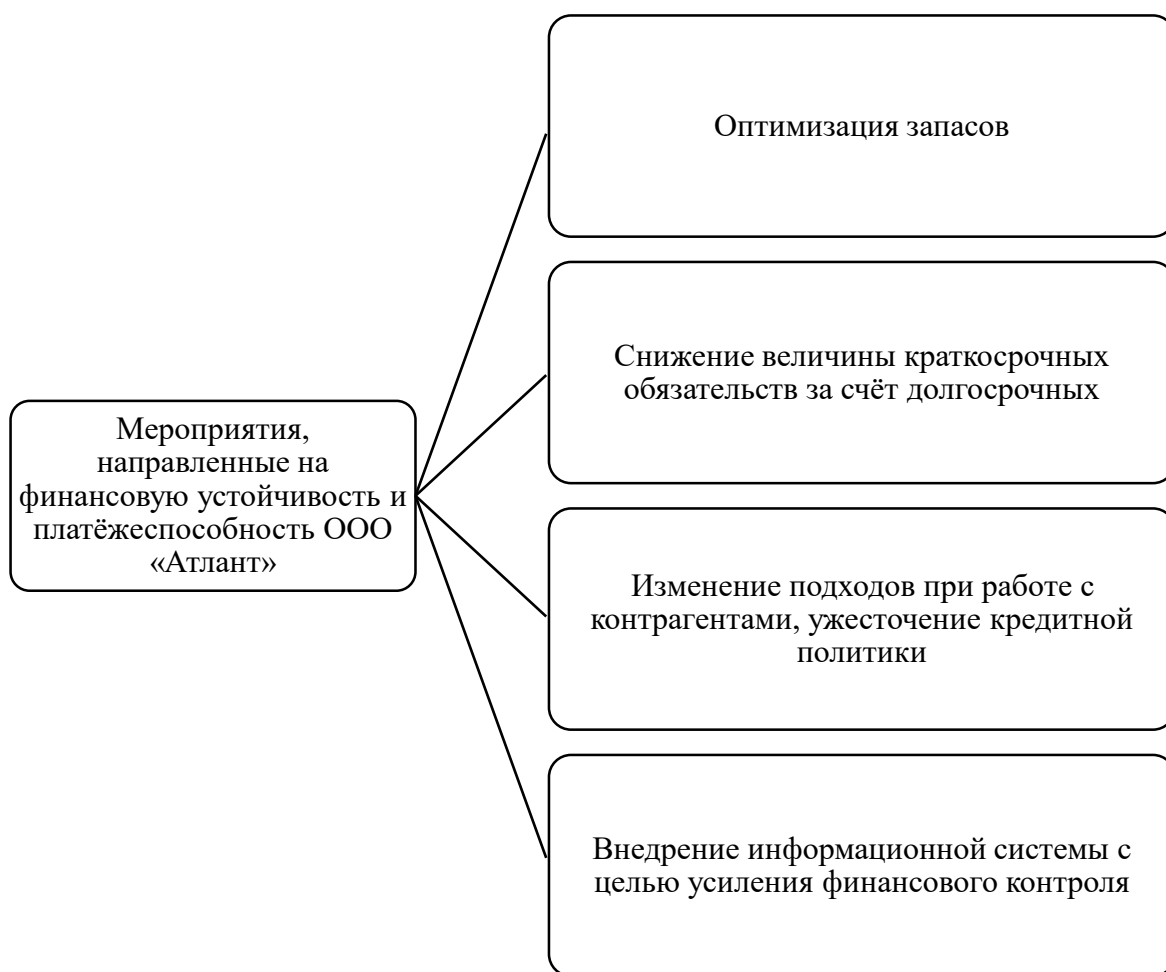 Мероприятия,
направленные на
финансовую устойчивость и
платёжеспособность ООО
«Атлант»
Оптимизация запасов
Снижение величины краткосрочных
обязательств за счёт долгосрочных
Изменение подходов при работе с
контрагентами, ужесточение кредитной
политики
Внедрение информационной системы с
целью усиления финансового контроля